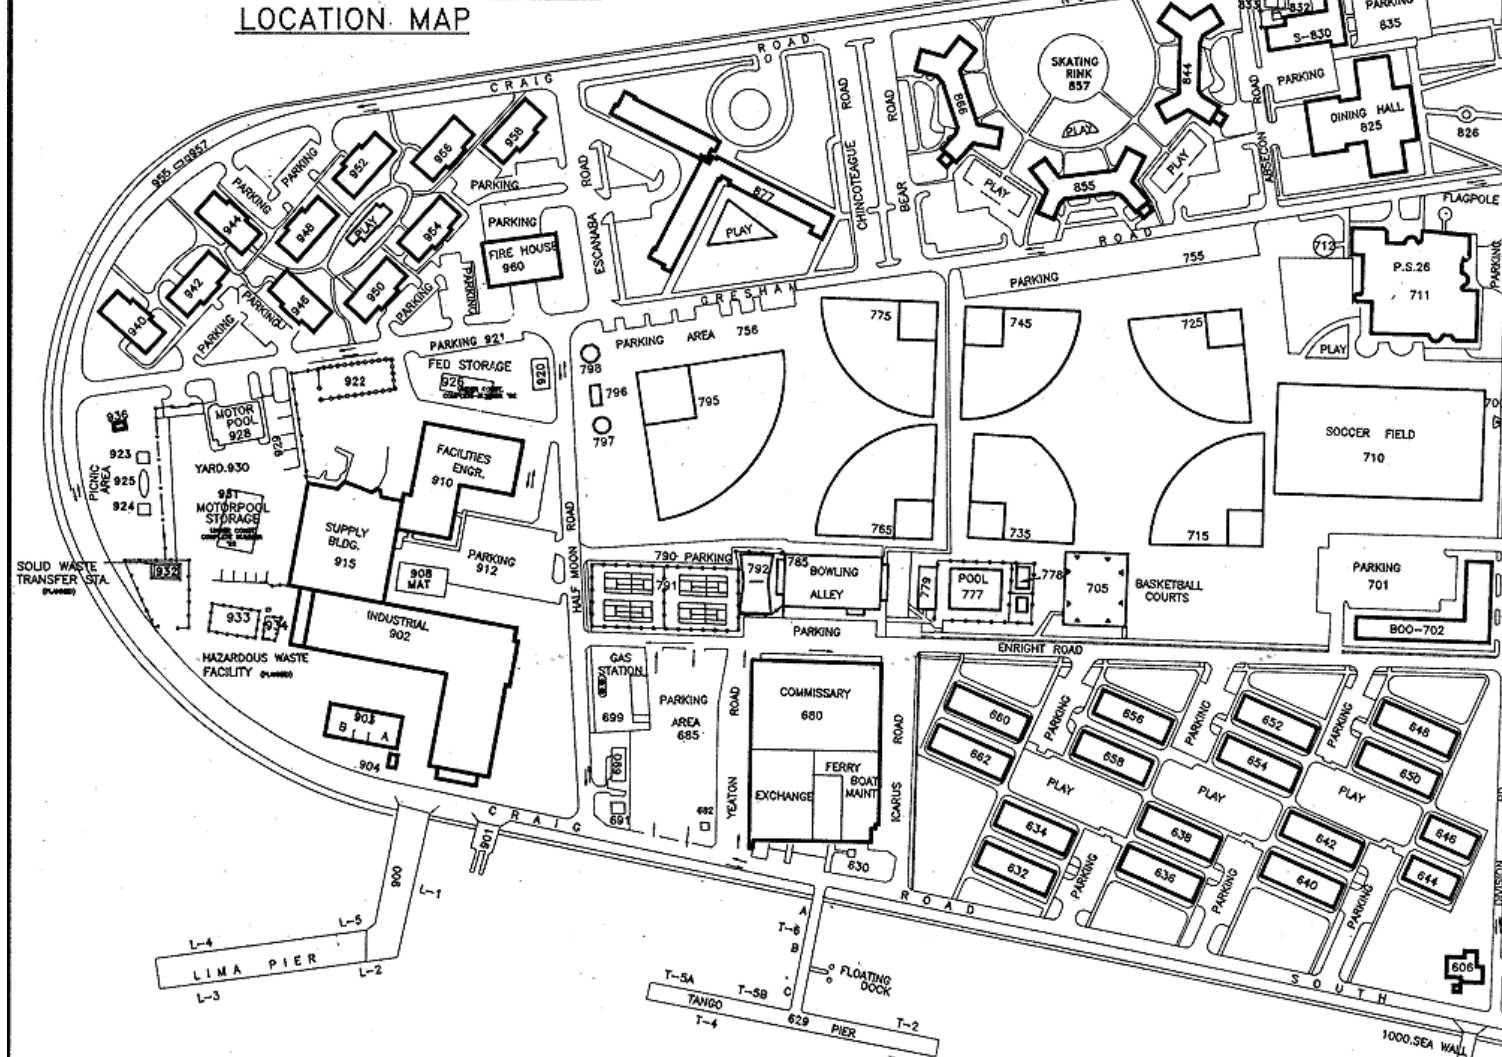 LOCATION MAP
CRAIG
ROAD
833
832
PARKING
835
S-830
PARKING
SKATING
RINK
857
PLAY
844
866
ROAD
ROAD
CHINCOTEAGUE
BEAR
DINING HALL
825
826
ABSECON
ROAD
955
957
952
956
958
PARKING
PARKING
PARKING
ROAD
ESCANABA
877
PLAY
PLAY
PLAY
855
944
948
PLAY
954
PARKING
FIRE HOUSE
960
FLAGPOLE
712
P.S.26
711
PARKING
942
946
950
940
PARKING
PARKING
PARKING
PARKING
ROAD
755
PARKING
GRESHAM
PARKING AREA 756
775
745
725
PLAY
PARKING 921
FED STORAGE
926
920
922
798
796
797
795
936
MOTOR
POOL
928
929
923
925
924
PICNIC
AREA
YARD.930
931
MOTORPOOL
STORAGE
FACILITIES
ENGR.
910
SOCCER FIELD
710
SUPPLY
BLDG.
915
PARKING
912
908
MAT
HALF MOON ROAD
765
735
715
SOLID WASTE
TRANSFER STA.
(PLANNED)
932
933
934
HAZARDOUS WASTE
FACILITY (PLANNED)
INDUSTRIAL
902
790 PARKING
791
792
785
BOWLING
ALLEY
779
POOL
777
778
705
BASKETBALL
COURTS
PARKING
701
BOQ-702
PARKING
ENRIGHT ROAD
GAS
STATION
699
PARKING
AREA
685
ROAD
YEATON
COMMISSARY
680
EXCHANGE
FERRY
BOAT
MAINT
ROAD
ICARUS
903
B A
904
689
691
682
630
660
662
656
658
652
654
648
650
PARKING
PARKING
PARKING
PLAY
PLAY
PLAY
634
632
638
636
642
640
646
644
PARKING
PARKING
PARKING
DIVISION
CRAIG
ROAD
SOUTH
901
900
L-1
L-5
L-4
LIMA PIER
L-2
L-3
A
T-6
B
C
FLOATING
DOCK
T-5A
T-5B
TANGO
629
PIER
T-4
T-2
606
1000.SEA WALL